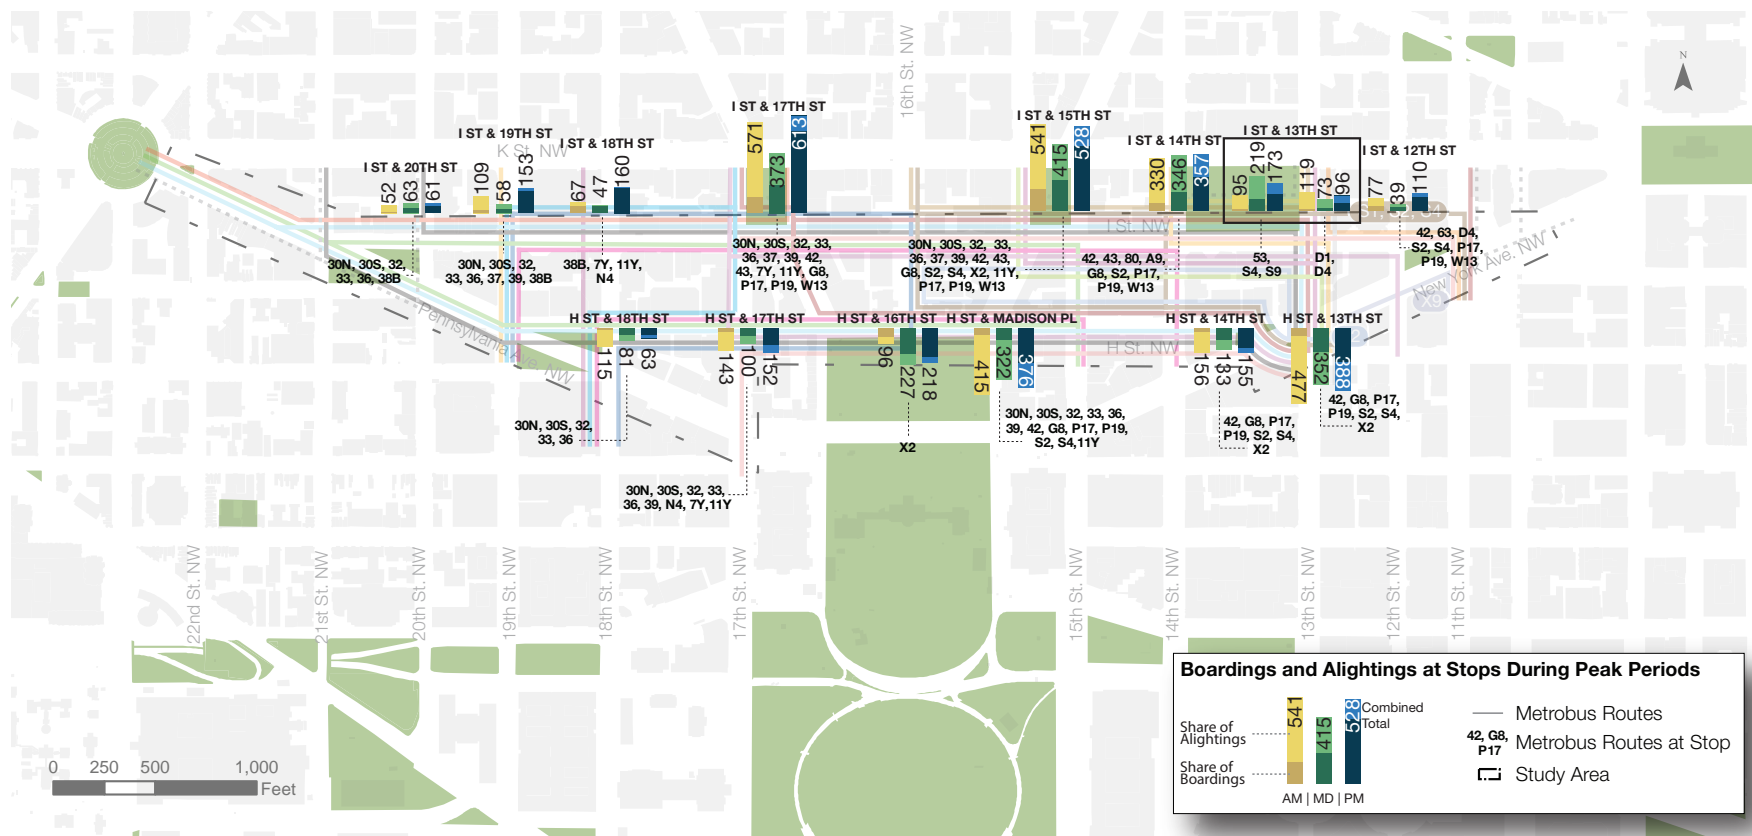 16th St. NW
N
I ST & 17TH ST
571
373
613
I ST & 15TH ST
541
415
528
I ST & 19TH ST
K St. NW
109
58
153
I ST & 18TH ST
67
47
160
I ST & 14TH ST
330
346
357
I ST & 13TH ST
95
219
173
119
73
96
I ST & 12TH ST
77
39
110
I ST & 20TH ST
52
63
61
I St. NW
30N, 30S, 32,
33, 36, 38B
30N, 30S, 32,
33, 36, 37, 39, 38B
38B, 7Y, 11Y,
N4
30N, 30S, 32, 33,
36, 37, 39, 42,
43, 7Y, 11Y, G8,
P17, P19, W13
30N, 30S, 32, 33,
36, 37, 39, 42, 43,
G8, S2, S4, X2, 11Y,
P17, P19, W13
42, 43, 80, A9,
G8, S2, P17,
P19, W13
53,
S4, S9
D1,
D4
42, 63, D4,
S2, S4, P17,
P19, W13
New York Ave. NW
X9
Pennsylvania Ave. NW
H ST & 18TH ST
115
81
63
H ST & 17TH ST
143
100
152
H ST & 16TH ST
96
227
218
H ST & MADISON PL
415
322
376
H St. NW
H ST & 14TH ST
156
133
155
H ST & 13TH ST
477
352
388
30N, 30S, 32,
33, 36
30N, 30S, 32, 33,
36, 39, N4, 7Y,11Y
X2
30N, 30S, 32, 33, 36,
39, 42, G8, P17, P19,
S2, S4,11Y
42, G8, P17,
P19, S2, S4,
X2
42, G8, P17,
P19, S2, S4,
X2
22nd St. NW
21st St. NW
20th St. NW
19th St. NW
18th St. NW
17th St. NW
15th St. NW
14th St. NW
13th St. NW
12th St. NW
11th St. NW
Boardings and Alightings at Stops During Peak Periods
541
415
528
Combined
Total
Share of
Alightings
Share of
Boardings
AM | MD | PM
Metrobus Routes
42, G8,
P17
Metrobus Routes at Stop
Study Area
0 250 500 1,000
Feet